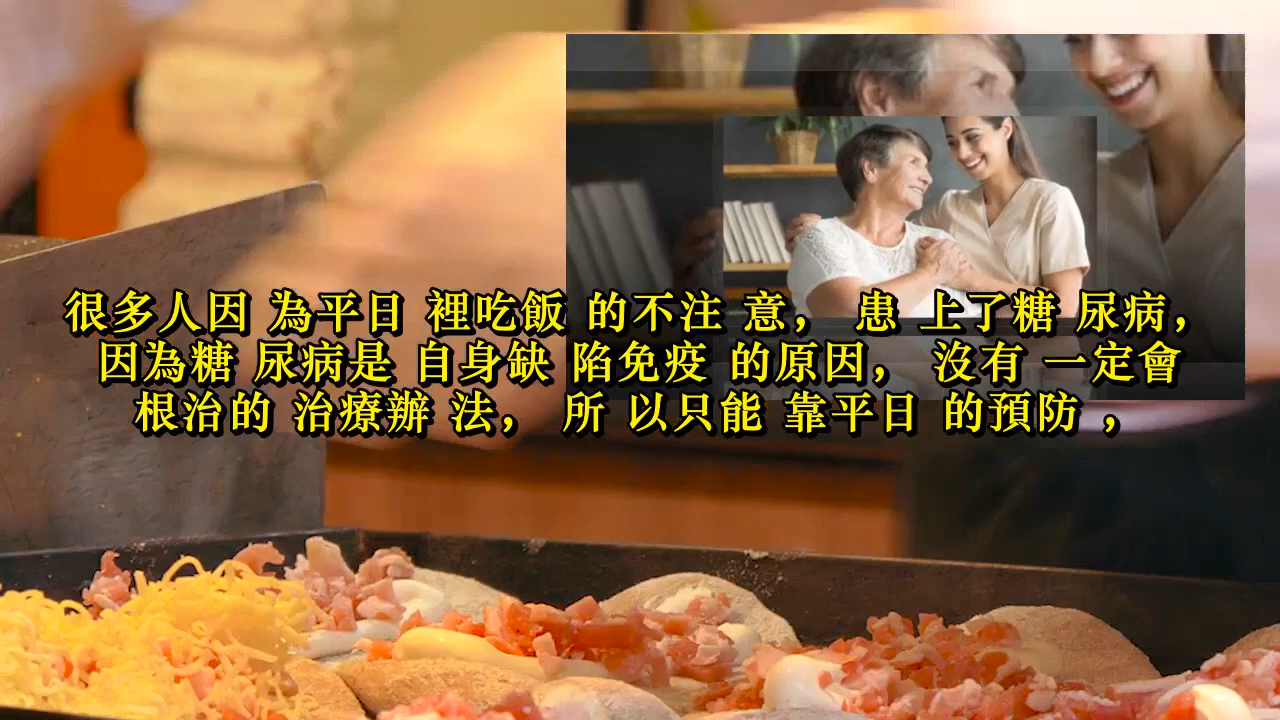 很多人因 為平日 裡吃飯 的不注 意， 患 上了糖 尿病，
因為糖 尿病是 自身缺 陷免疫 的原因， 沒有 一定會
根治的 治療辦 法， 所 以只能 靠平日 的預防 ，